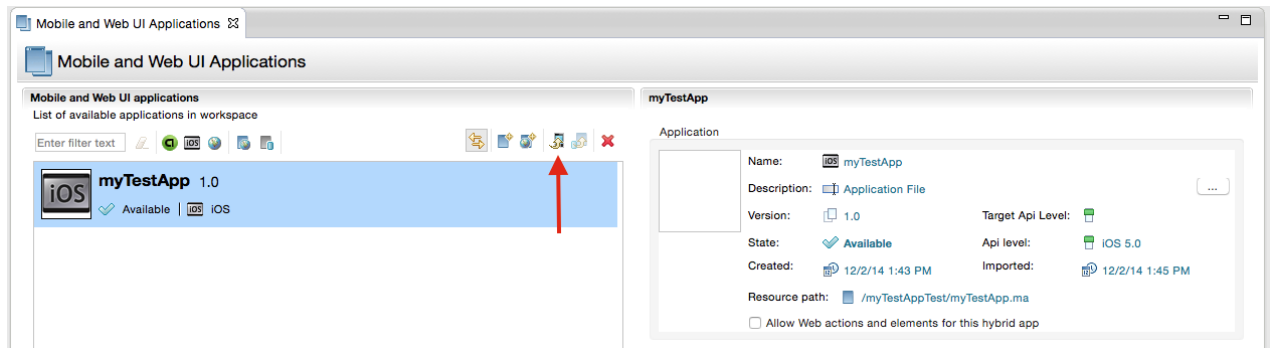 Mobile and Web UI Applications
Mobile and Web UI Applications
Mobile and Web UI applications
List of available applications in workspace
Enter filter text
iOS
iOS
myTestApp 1.0
Available | iOS iOS
myTestApp
Application
Name: iOS myTestApp
Description: Application File
...
Version: 1.0 Target Api Level:
State: Available Api level: iOS 5.0
Created: 12/2/14 1:43 PM Imported: 12/2/14 1:45 PM
Resource path: /myTestAppTest/myTestApp.ma
Allow Web actions and elements for this hybrid app